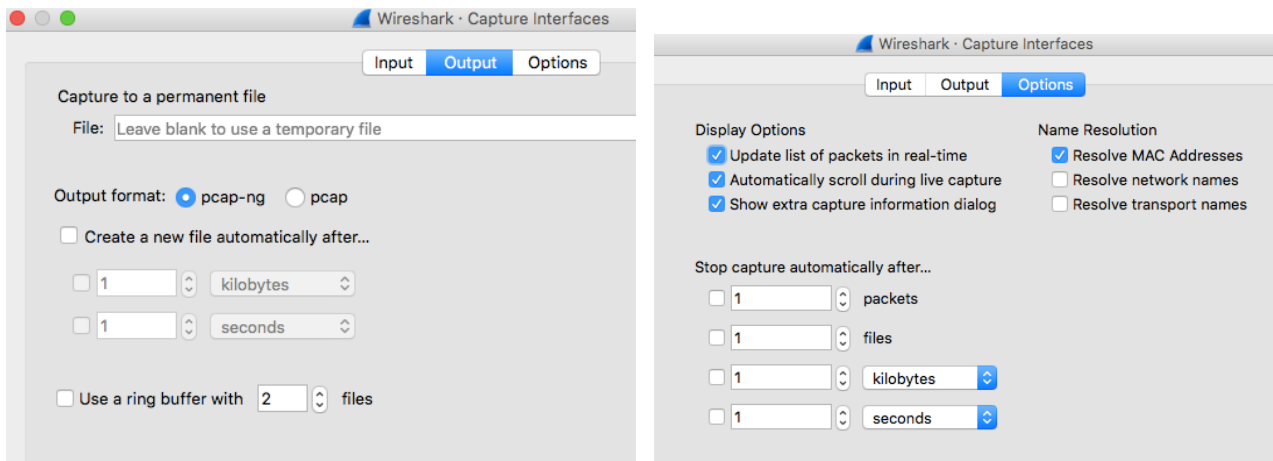 Wireshark · Capture Interfaces
Input Output Options
Capture to a permanent file
File: Leave blank to use a temporary file
Output format: pcap-ng pcap
Create a new file automatically after...
1 kilobytes
1 seconds
Use a ring buffer with 2 files
Wireshark · Capture Interfaces
Input Output Options
Display Options
Update list of packets in real-time
Automatically scroll during live capture
Show extra capture information dialog
Name Resolution
Resolve MAC Addresses
Resolve network names
Resolve transport names
Stop capture automatically after...
1 packets
1 files
1 kilobytes
1 seconds